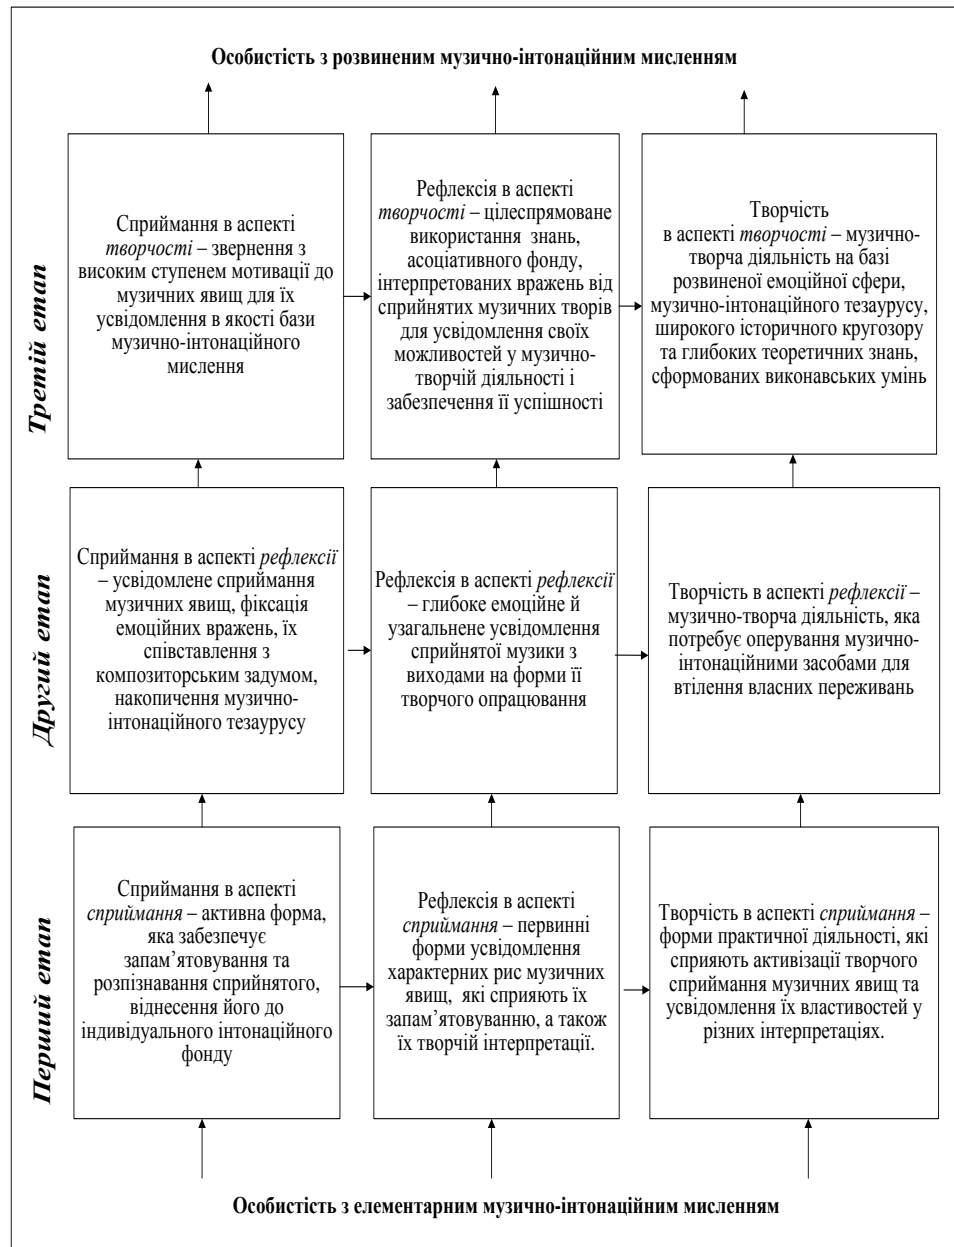 Особистість з розвиненим музично-інтонаційним мисленням
Третій етап
Сприймання в аспекті
творчості – звернення з
високим ступенем мотивації до
музичних явищ для їх
усвідомлення в якості бази
музично-інтонаційного
мислення
Рефлексія в аспекті
творчості – цілеспрямоване
використання знань,
асоціативного фонду,
інтерпретованих вражень від
сприйнятих музичних творів
для усвідомлення своїх
можливостей у музично-
творчій діяльності і
забезпечення її успішності
Творчість
в аспекті творчості – музично-
творча діяльність на базі
розвиненої емоційної сфери,
музично-інтонаційного тезаурусу,
широкого історичного кругозору
та глибоких теоретичних знань,
сформованих виконавських умінь
Другий етап
Сприймання в аспекті рефлексії
– усвідомлене сприймання
музичних явищ, фіксація
емоційних вражень, їх
співставлення з
композиторським задумом,
накопичення музично-
інтонаційного тезаурусу
Рефлексія в аспекті рефлексії
– глибоке емоційне й
узагальнене усвідомлення
сприйнятої музики з
виходами на форми її
творчого опрацювання
Творчість в аспекті рефлексії –
музично-творча діяльність, яка
потребує оперування музично-
інтонаційними засобами для
втілення власних переживань
Перший етап
Сприймання в аспекті
сприймання – активна форма,
яка забезпечує
запам’ятовування та
розпізнавання сприйнятого,
віднесення його до
індивідуального інтонаційного
фонду
Рефлексія в аспекті
сприймання – первинні
форми усвідомлення
характерних рис музичних
явищ, які сприяють їх
запам’ятовуванню, а також
їх творчій інтерпретації.
Творчість в аспекті сприймання –
форми практичної діяльності, які
сприяють активізації творчого
сприймання музичних явищ та
усвідомлення їх властивостей у
різних інтерпретаціях.
Особистість з елементарним музично-інтонаційним мисленням